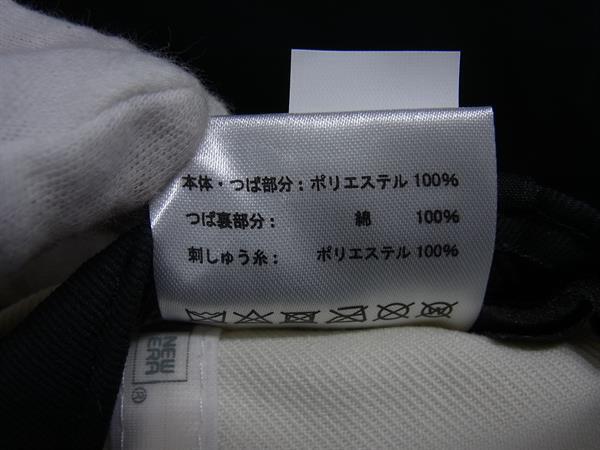 本体・つば部分：ポリエステル 100%
つば裏部分：　綿　100%
刺しゅう糸：　ポリエステル 100%
NEW
ERA
®